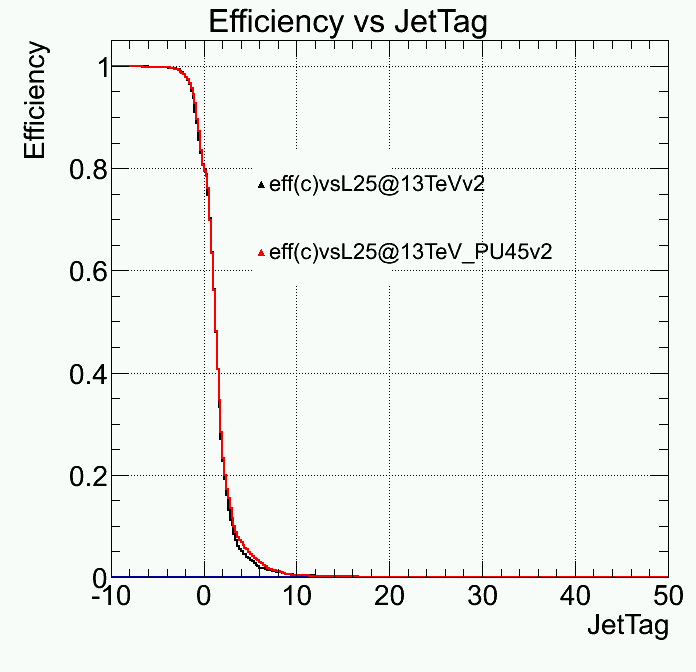 Efficiency vs JetTag
Efficiency
1
0.8
0.6
0.4
0.2
0
eff(c)vsL25@13TeVv2
eff(c)vsL25@13TeV_PU45v2
-10 0 10 20 30 40 50
JetTag